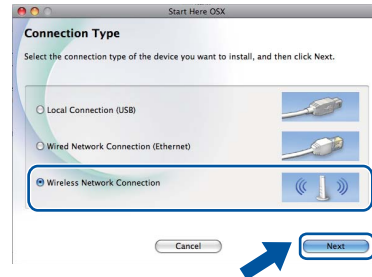 Start Here OSX
Connection Type
Select the connection type of the device you want to install, and then click Next.
Local Connection (USB)
Wired Network Connection (Ethernet)
Wireless Network Connection
Cancel
Next